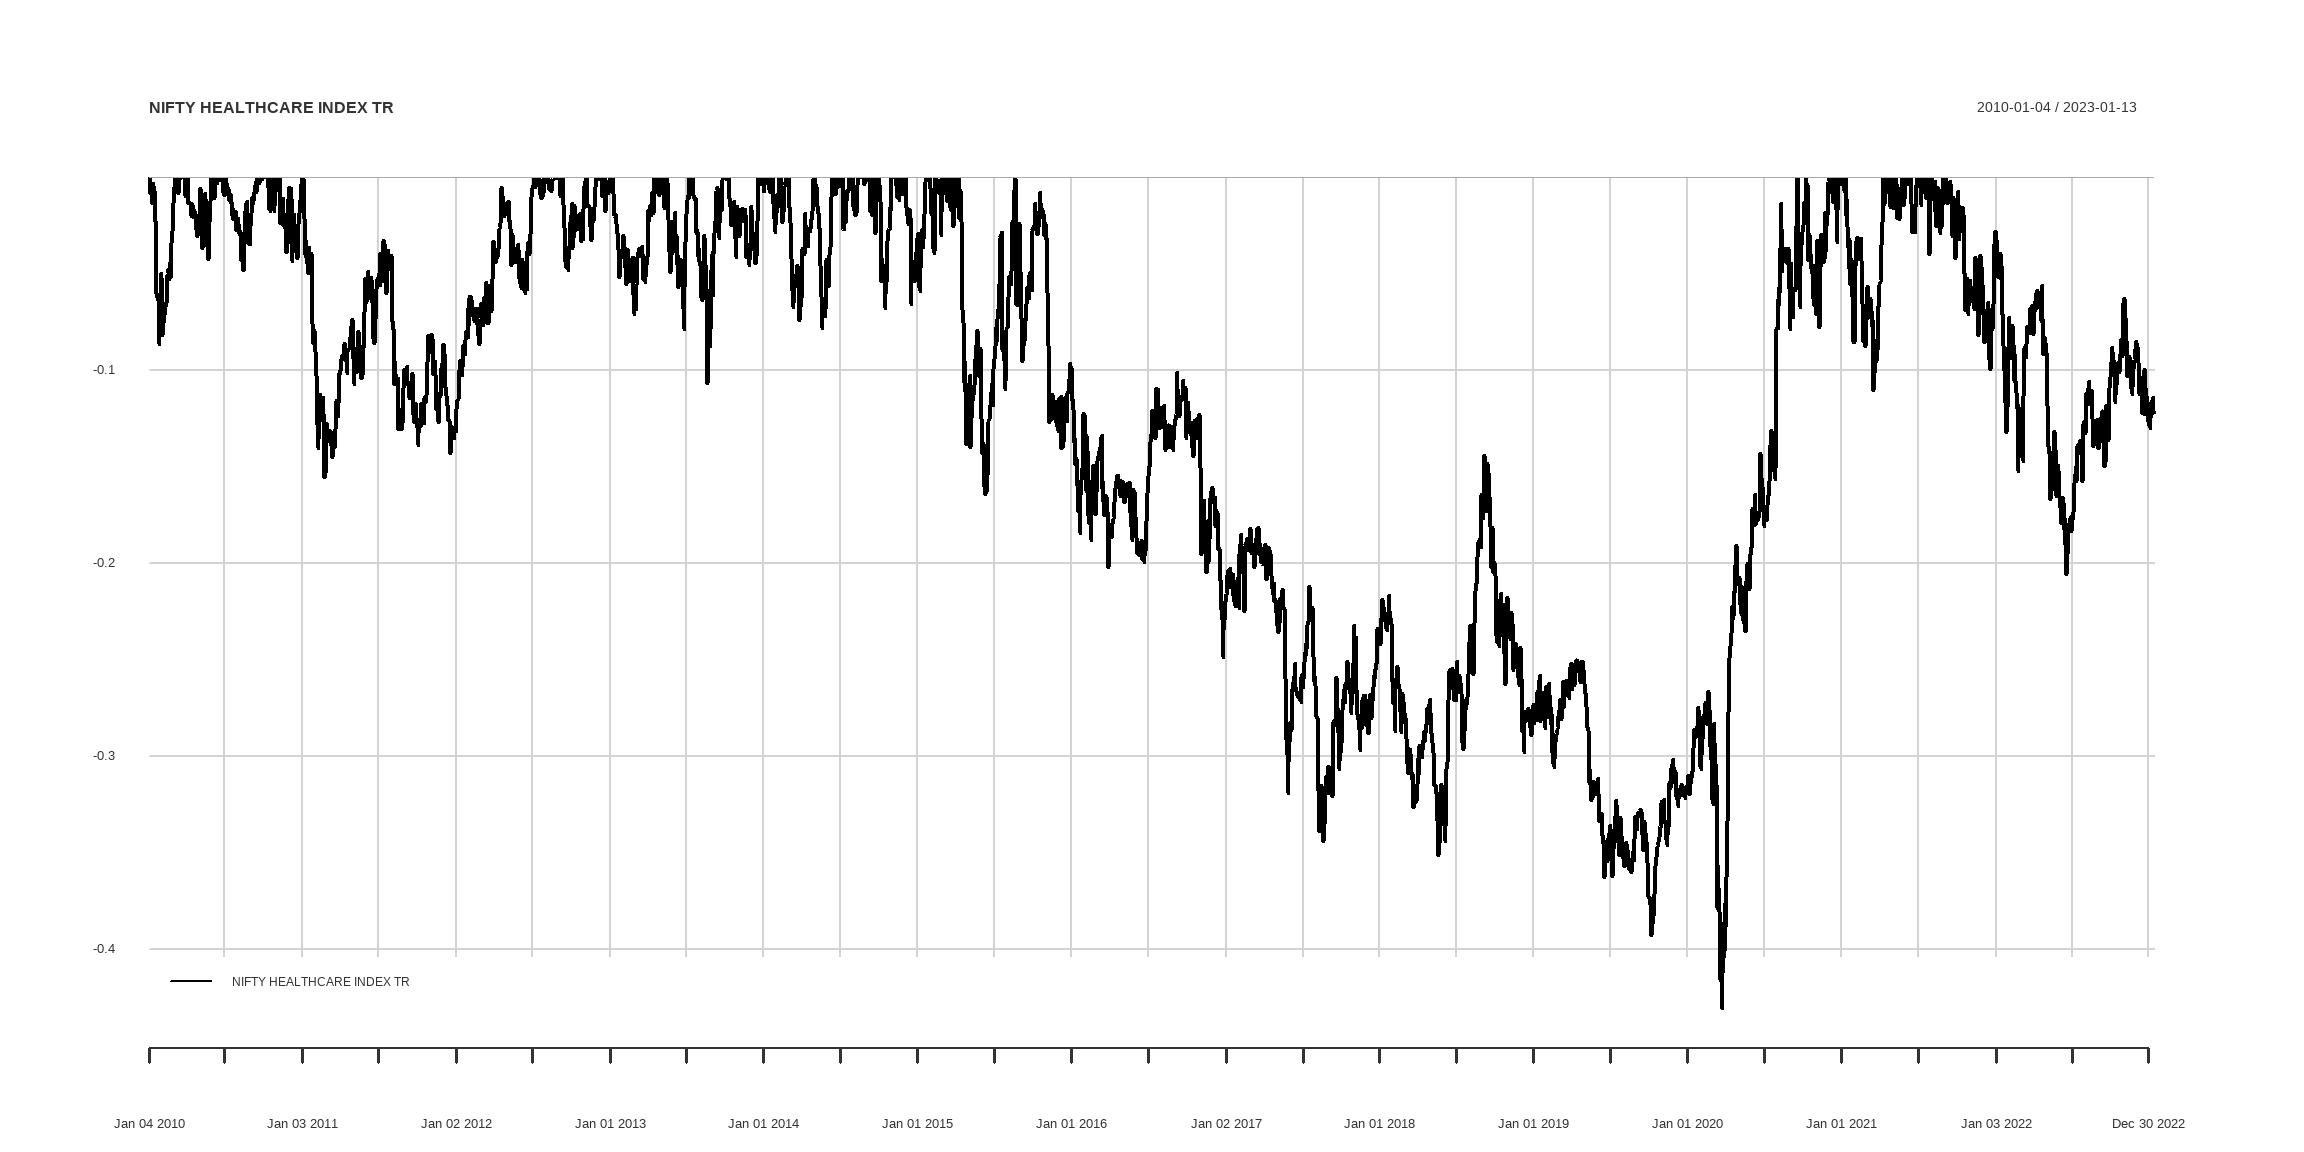 NIFTY HEALTHCARE INDEX TR
2010-01-04 / 2023-01-13
-0.1
-0.2
-0.3
-0.4
NIFTY HEALTHCARE INDEX TR
Jan 04 2010 Jan 03 2011 Jan 02 2012 Jan 01 2013 Jan 01 2014 Jan 01 2015 Jan 01 2016 Jan 02 2017 Jan 01 2018 Jan 01 2019 Jan 01 2020 Jan 01 2021 Jan 03 2022 Dec 30 2022